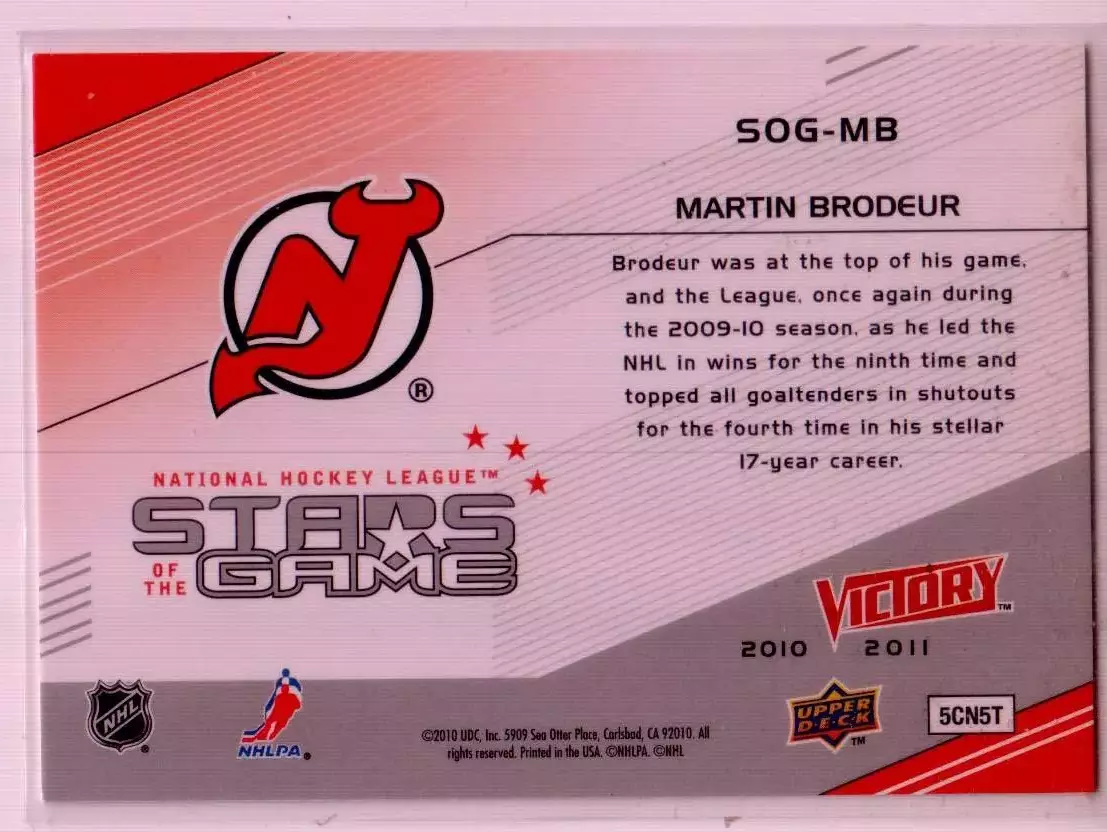 SOG-MB
MARTIN BRODEUR
Brodeur was at the top of his game,
and the League, once again during
the 2009-10 season, as he led the
NHL in wins for the ninth time and
topped all goaltenders in shutouts
for the fourth time in his stellar
17-year career.
NJ
®
NATIONAL HOCKEY LEAGUE™
STARS
OF THE
GAME
VICTORY™
2010 2011
NHL®
NHLPA®
©2010 UDC, Inc. 5909 Sea Otter Place, Carlsbad, CA 92010. All
rights reserved. Printed in the USA. ©NHLPA. ©NHL
UPPER
DECK™
5CN5T